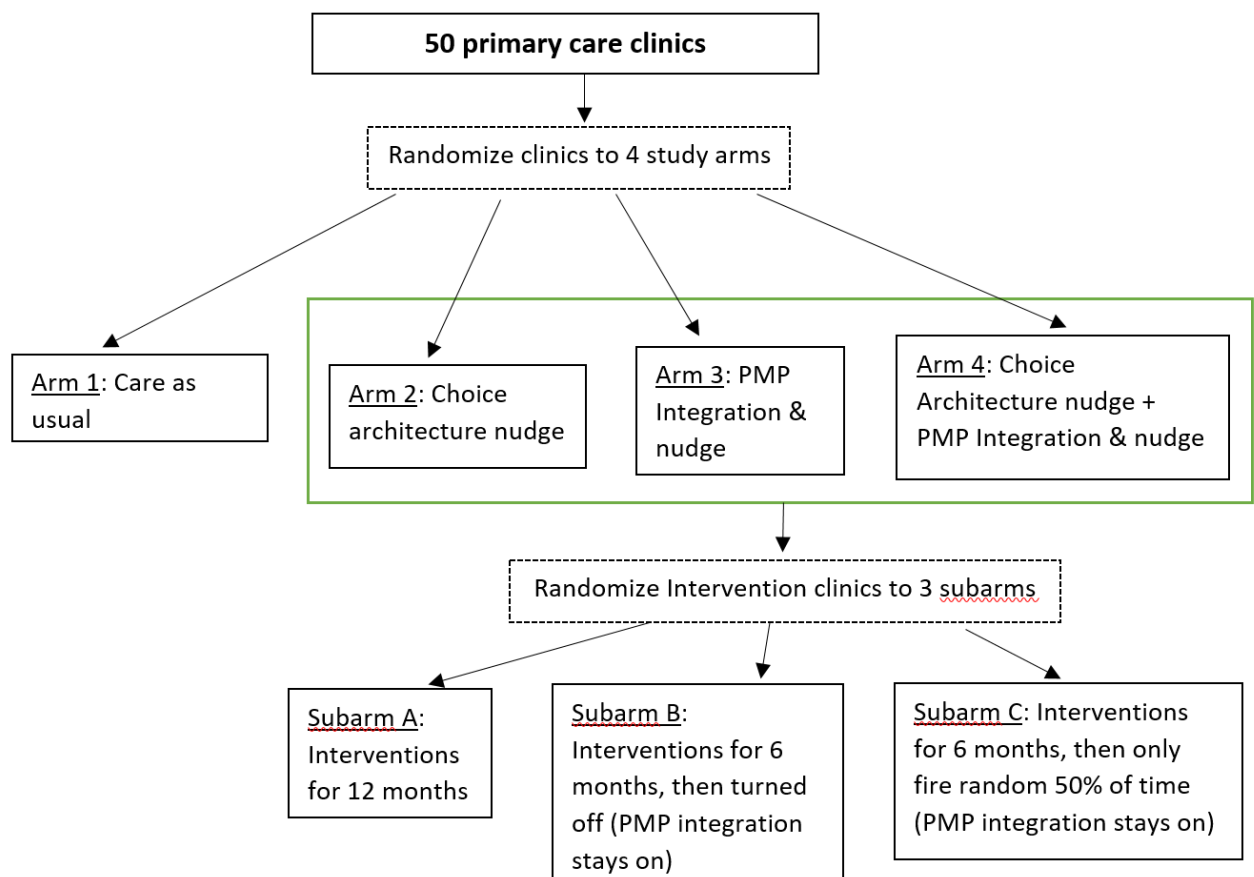 50 primary care clinics
Randomize clinics to 4 study arms
Arm 1: Care as
usual
Arm 2: Choice
architecture nudge
Arm 3: PMP
Integration &
nudge
Arm 4: Choice
Architecture nudge +
PMP Integration & nudge
Randomize Intervention clinics to 3 subarms
Subarm A:
Interventions
for 12 months
Subarm B:
Interventions for 6
months, then turned
off (PMP integration
stays on)
Subarm C: Interventions
for 6 months, then only
fire random 50% of time
(PMP integration stays on)